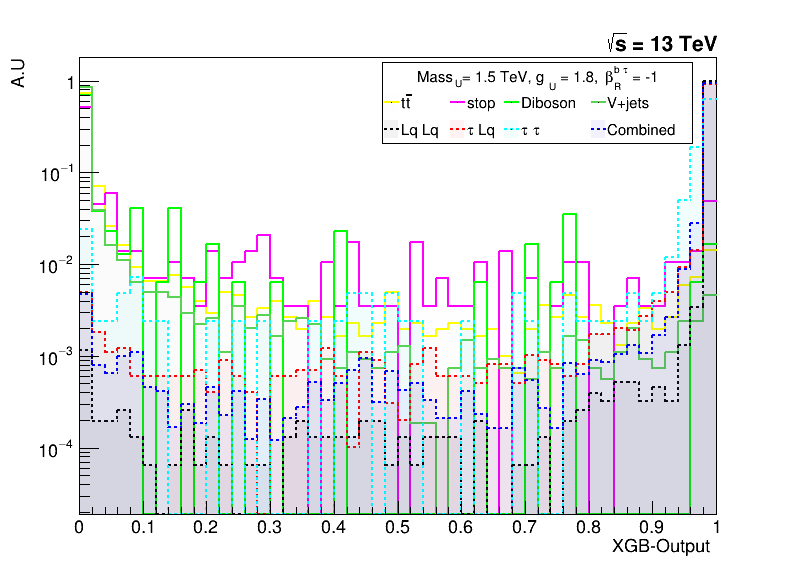 √s = 13 TeV
A.U
Mass_U = 1.5 TeV, g_U = 1.8, β_R^{b τ} = -1
tt̄ stop Diboson V+jets
Lq Lq τ Lq τ τ Combined
1
10⁻¹
10⁻²
10⁻³
10⁻⁴
0 0.1 0.2 0.3 0.4 0.5 0.6 0.7 0.8 0.9 1
XGB-Output